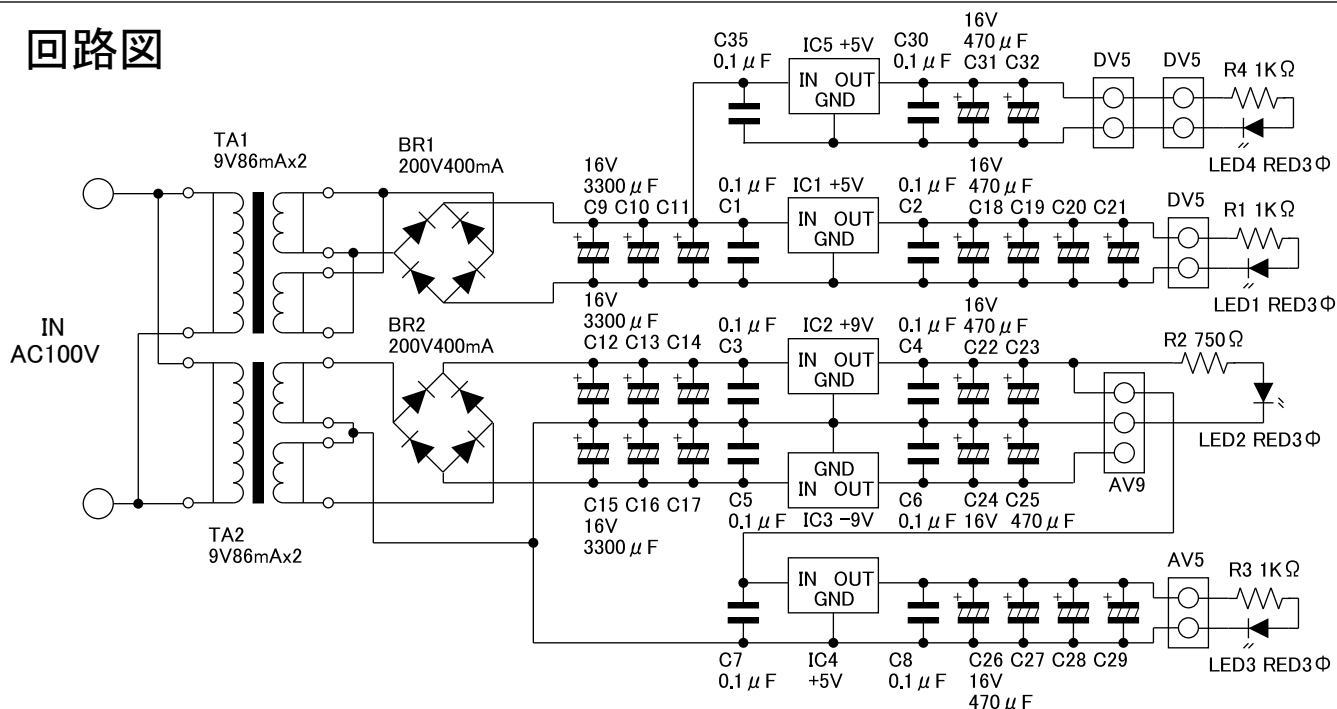 回路図
16V
470μF
C35
0.1μF
IC5 +5V
C30
0.1μF
C31 C32
DV5 DV5
R4 1KΩ
IN OUT
GND
LED4 RED3Φ
TA1
9V86mAx2
BR1
200V400mA
16V
3300μF
C9 C10 C11
0.1μF
C1
IC1 +5V
0.1μF
C2
16V
470μF
C18 C19 C20 C21
DV5
R1 1KΩ
IN OUT
GND
LED1 RED3Φ
IN
AC100V
BR2
200V400mA
16V
3300μF
C12 C13 C14
0.1μF
C3
IC2 +9V
0.1μF
C4
16V
470μF
C22 C23
R2 750Ω
IN OUT
GND
LED2 RED3Φ
GND
IN OUT
AV9
TA2
9V86mAx2
C15 C16 C17
16V
3300μF
C5
0.1μF
IC3 −9V
C6
0.1μF
C24 C25
16V 470μF
AV5
R3 1KΩ
IN OUT
GND
LED3 RED3Φ
C7
0.1μF
IC4
+5V
C8
0.1μF
C26 C27 C28 C29
16V
470μF